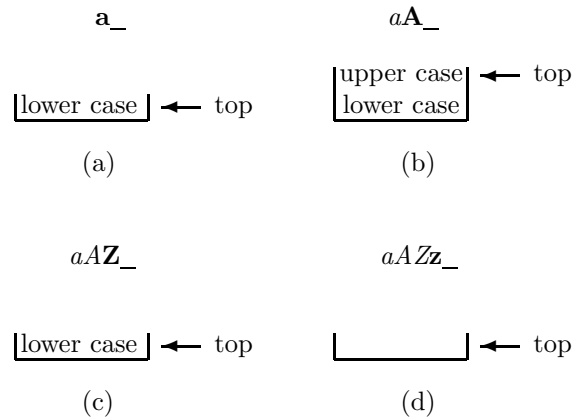 a_
lower case top
(a)
aA_
upper case top
lower case
(b)
aAZ_
lower case top
(c)
aAZz_
top
(d)